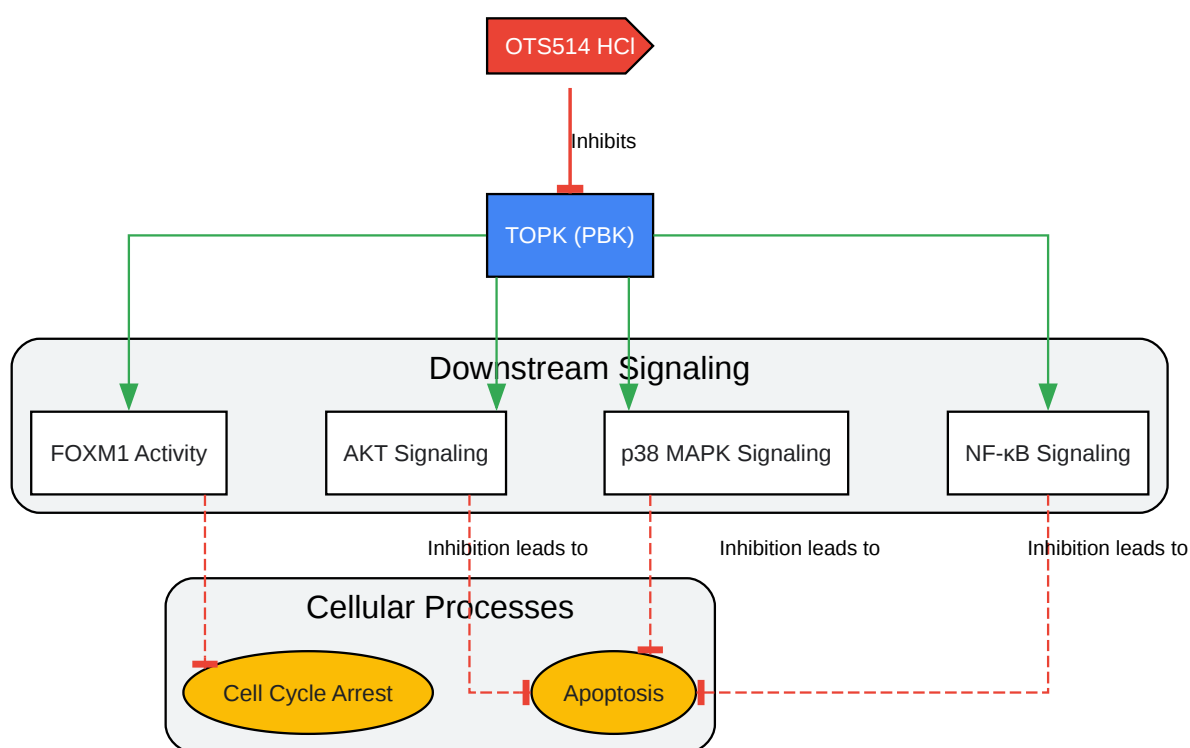 OTS514 HCl
Inhibits
TOPK (PBK)
Downstream Signaling
FOXM1 Activity
AKT Signaling
p38 MAPK Signaling
NF-κB Signaling
Inhibition leads to
Inhibition leads to
Inhibition leads to
Cellular Processes
Cell Cycle Arrest
Apoptosis